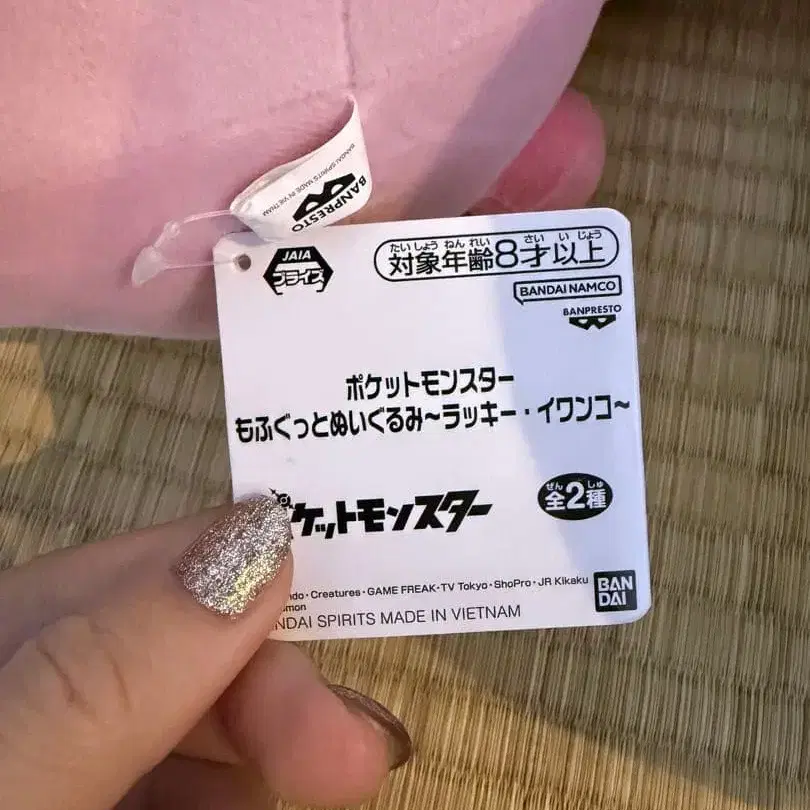 BANPRESTO
BANDAI SPIRITS MADE IN VIETNAM
JAIA
プライズ
たいしょう ねん れい さい い じょう
対象年齢8才以上
BANDAI NAMCO
BANPRESTO
ポケットモンスター
もふぐっとぬいぐるみ~ラッキー・イワンコ~
ケットモンスター
ぜん しゅ
全2種
・Creatures・GAME FREAK・TV Tokyo・ShoPro・JR Kikaku
SPIRITS MADE IN VIETNAM
BAN
DAI